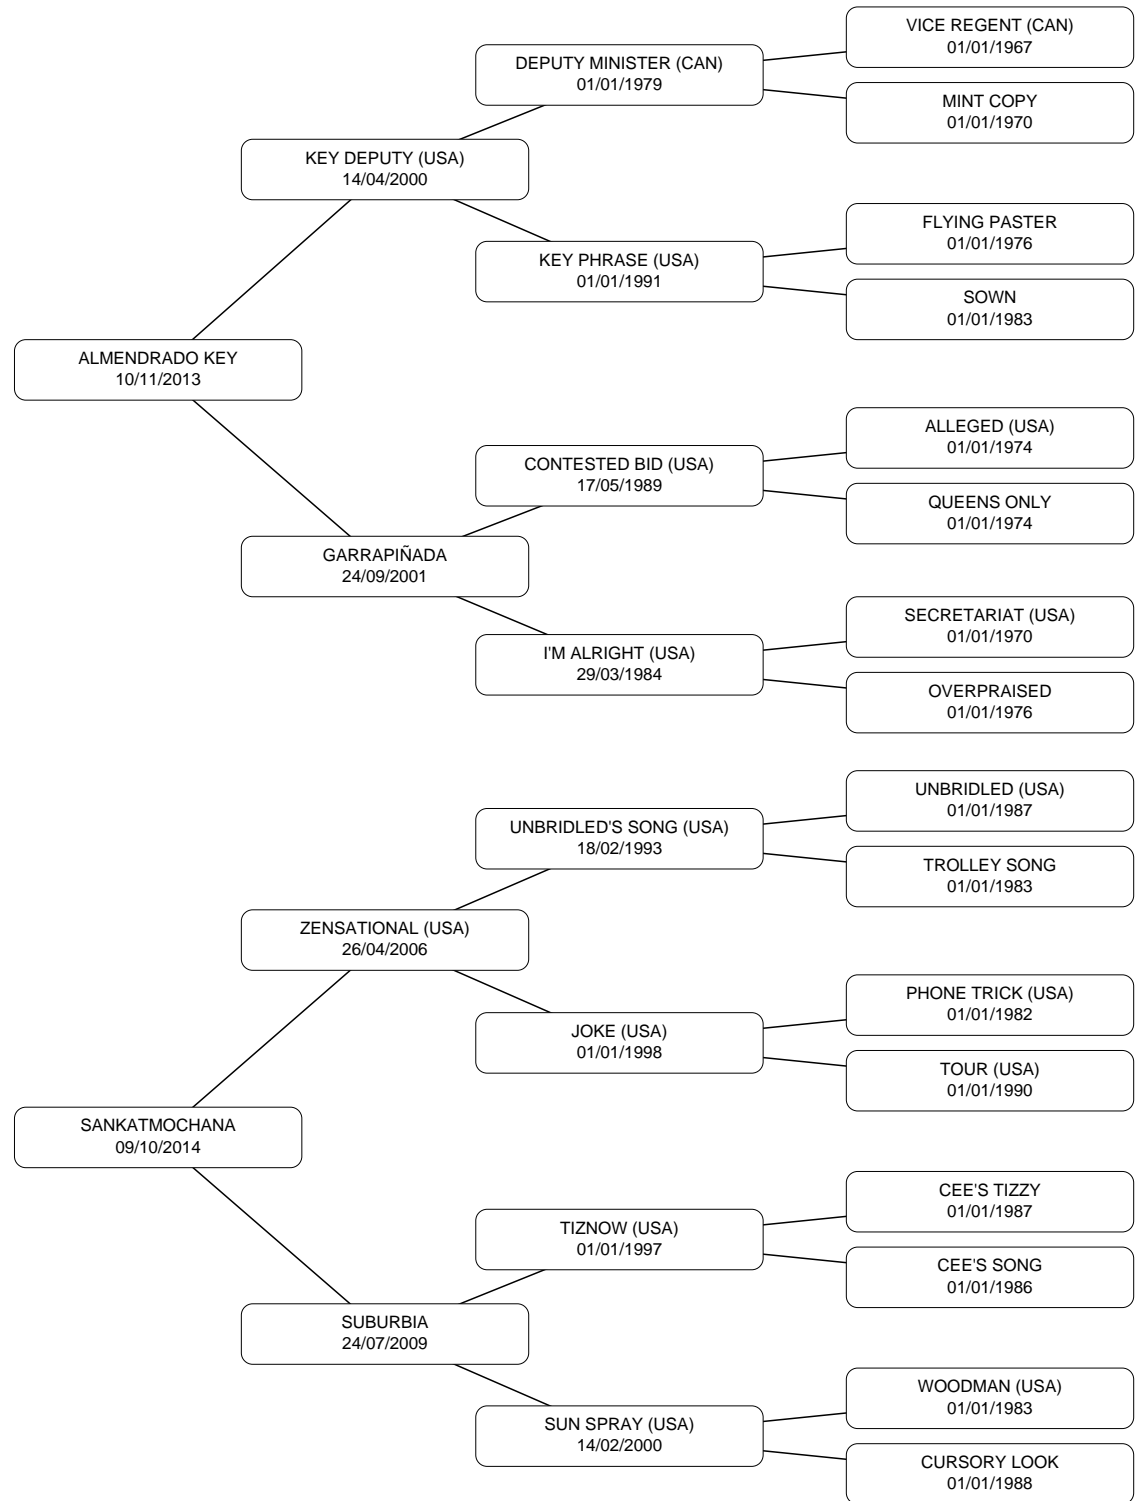 VICE REGENT (CAN)
01/01/1967
DEPUTY MINISTER (CAN)
01/01/1979
MINT COPY
01/01/1970
KEY DEPUTY (USA)
14/04/2000
FLYING PASTER
01/01/1976
KEY PHRASE (USA)
01/01/1991
SOWN
01/01/1983
ALMENDRADO KEY
10/11/2013
ALLEGED (USA)
01/01/1974
CONTESTED BID (USA)
17/05/1989
QUEENS ONLY
01/01/1974
GARRAPIÑADA
24/09/2001
SECRETARIAT (USA)
01/01/1970
I'M ALRIGHT (USA)
29/03/1984
OVERPRAISED
01/01/1976
UNBRIDLED (USA)
01/01/1987
UNBRIDLED'S SONG (USA)
18/02/1993
TROLLEY SONG
01/01/1983
ZENSATIONAL (USA)
26/04/2006
PHONE TRICK (USA)
01/01/1982
JOKE (USA)
01/01/1998
TOUR (USA)
01/01/1990
SANKATMOCHANA
09/10/2014
CEE'S TIZZY
01/01/1987
TIZNOW (USA)
01/01/1997
CEE'S SONG
01/01/1986
SUBURBIA
24/07/2009
WOODMAN (USA)
01/01/1983
SUN SPRAY (USA)
14/02/2000
CURSORY LOOK
01/01/1988